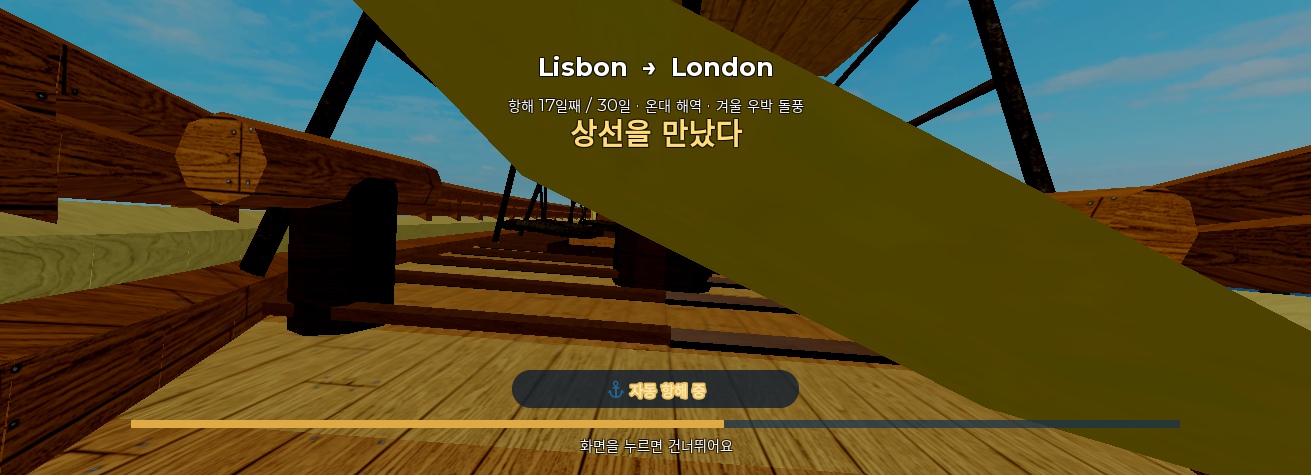 Lisbon → London
항해 17일째 / 30일 · 온대 해역 · 겨울 우박 돌풍
상선을 만났다
⚓ 자동 항해 중
화면을 누르면 건너뛰어요